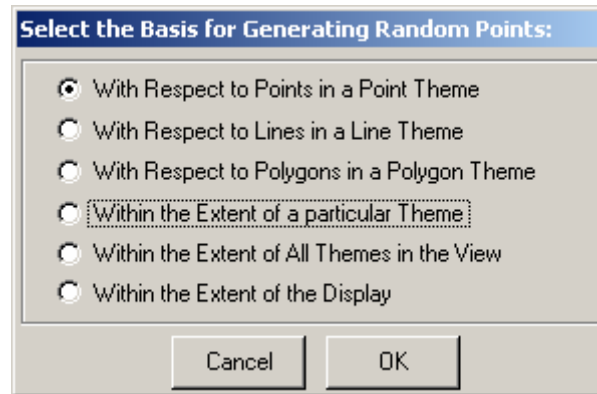 Select the Basis for Generating Random Points:
With Respect to Points in a Point Theme
With Respect to Lines in a Line Theme
With Respect to Polygons in a Polygon Theme
Within the Extent of a particular Theme
Within the Extent of All Themes in the View
Within the Extent of the Display
Cancel OK